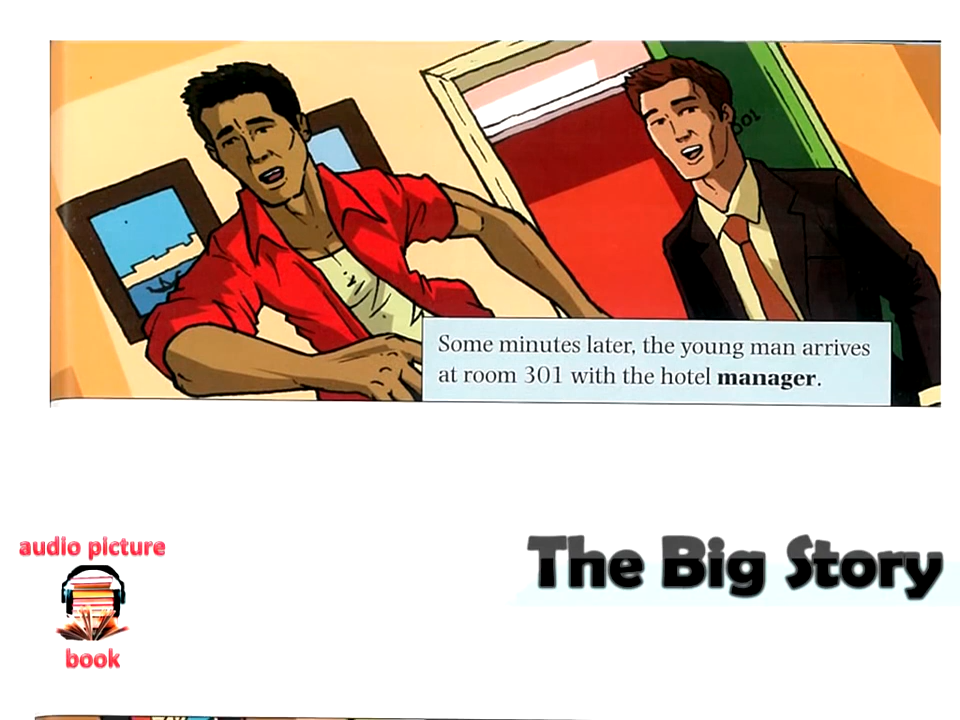 Some minutes later, the young man arrives
at room 301 with the hotel manager.
audio picture
book
The Big Story